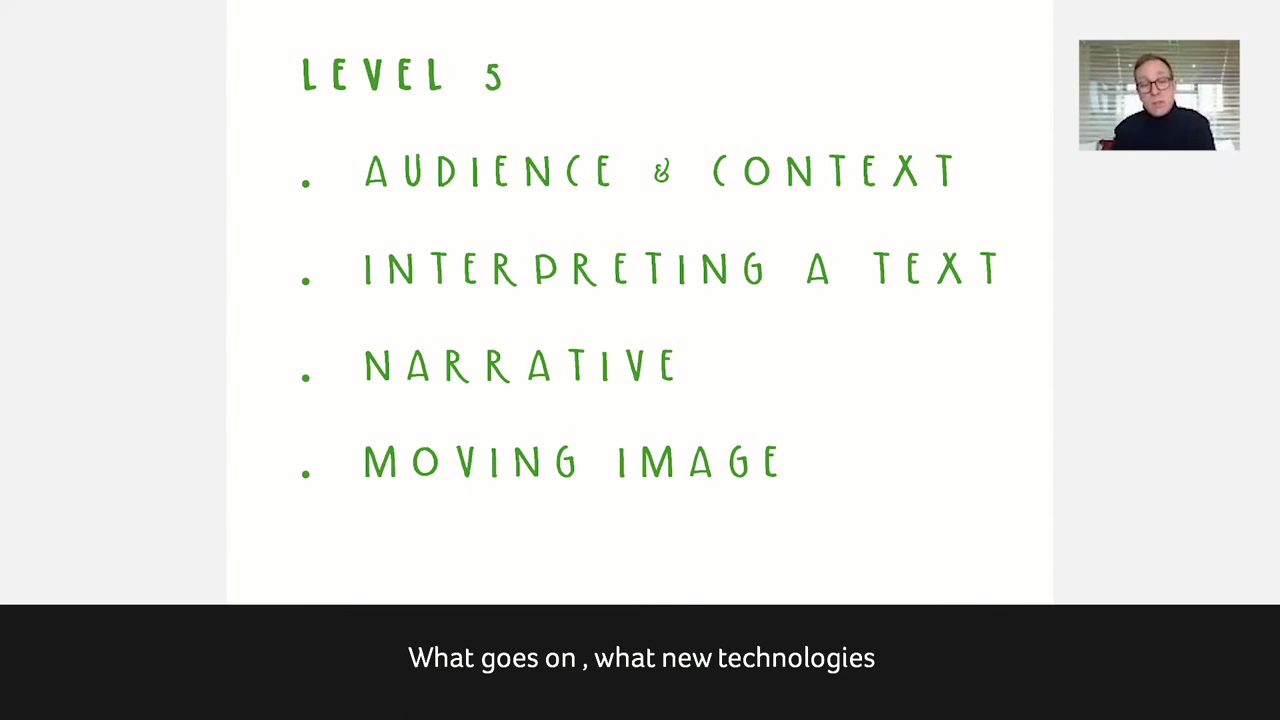 LEVEL 5
. AUDIENCE & CONTEXT
. INTERPRETING A TEXT
. NARRATIVE
. MOVING IMAGE
What goes on , what new technologies